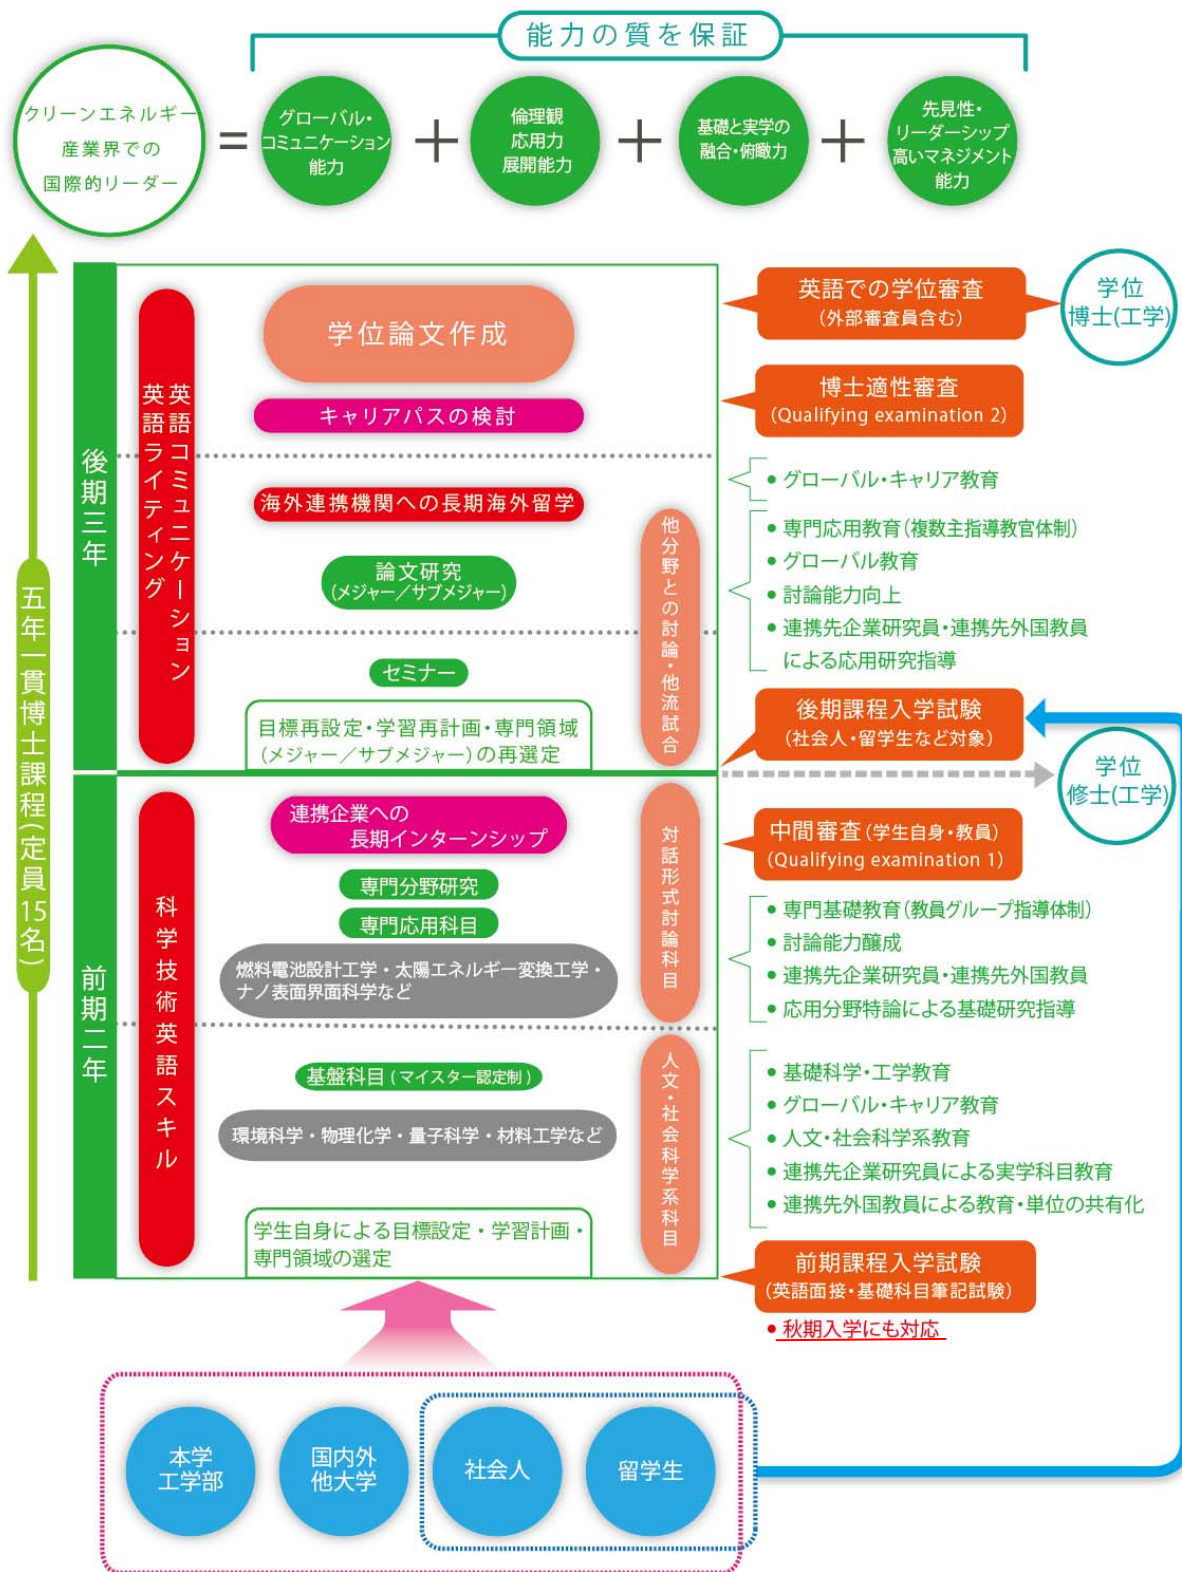 能力の質を保証
クリーンエネルギー
産業界での
国際的リーダー
=
グローバル・
コミュニケーション
能力
+
倫理観
応用力
展開能力
+
基礎と実学の
融合・俯瞰力
+
先見性・
リーダーシップ
高いマネジメント
能力
五年一貫博士課程(定員15名)
後期三年
英語コミュニケーション
英語ライティング
学位論文作成
キャリアパスの検討
海外連携機関への長期海外留学
論文研究
(メジャー／サブメジャー)
セミナー
目標再設定・学習再計画・専門領域
(メジャー／サブメジャー)の再選定
他分野との討論・他流試合
英語での学位審査
(外部審査員含む)
学位
博士(工学)
博士適性審査
(Qualifying examination 2)
• グローバル・キャリア教育
• 専門応用教育(複数主指導教官体制)
• グローバル教育
• 討論能力向上
• 連携先企業研究員・連携先外国教員
による応用研究指導
後期課程入学試験
(社会人・留学生など対象)
学位
修士(工学)
前期二年
科学技術英語スキル
連携企業への
長期インターンシップ
専門分野研究
専門応用科目
燃料電池設計工学・太陽エネルギー変換工学・
ナノ表面界面科学など
基盤科目(マイスター認定制)
環境科学・物理化学・量子科学・材料工学など
学生自身による目標設定・学習計画・
専門領域の選定
対話形式討論科目
人文・社会科学系科目
中間審査(学生自身・教員)
(Qualifying examination 1)
• 専門基礎教育(教員グループ指導体制)
• 討論能力醸成
• 連携先企業研究員・連携先外国教員
• 応用分野特論による基礎研究指導
• 基礎科学・工学教育
• グローバル・キャリア教育
• 人文・社会科学系教育
• 連携先企業研究員による実学科目教育
• 連携先外国教員による教育・単位の共有化
前期課程入学試験
(英語面接・基礎科目筆記試験)
• 秋期入学にも対応
本学
工学部
国内外
他大学
社会人
留学生